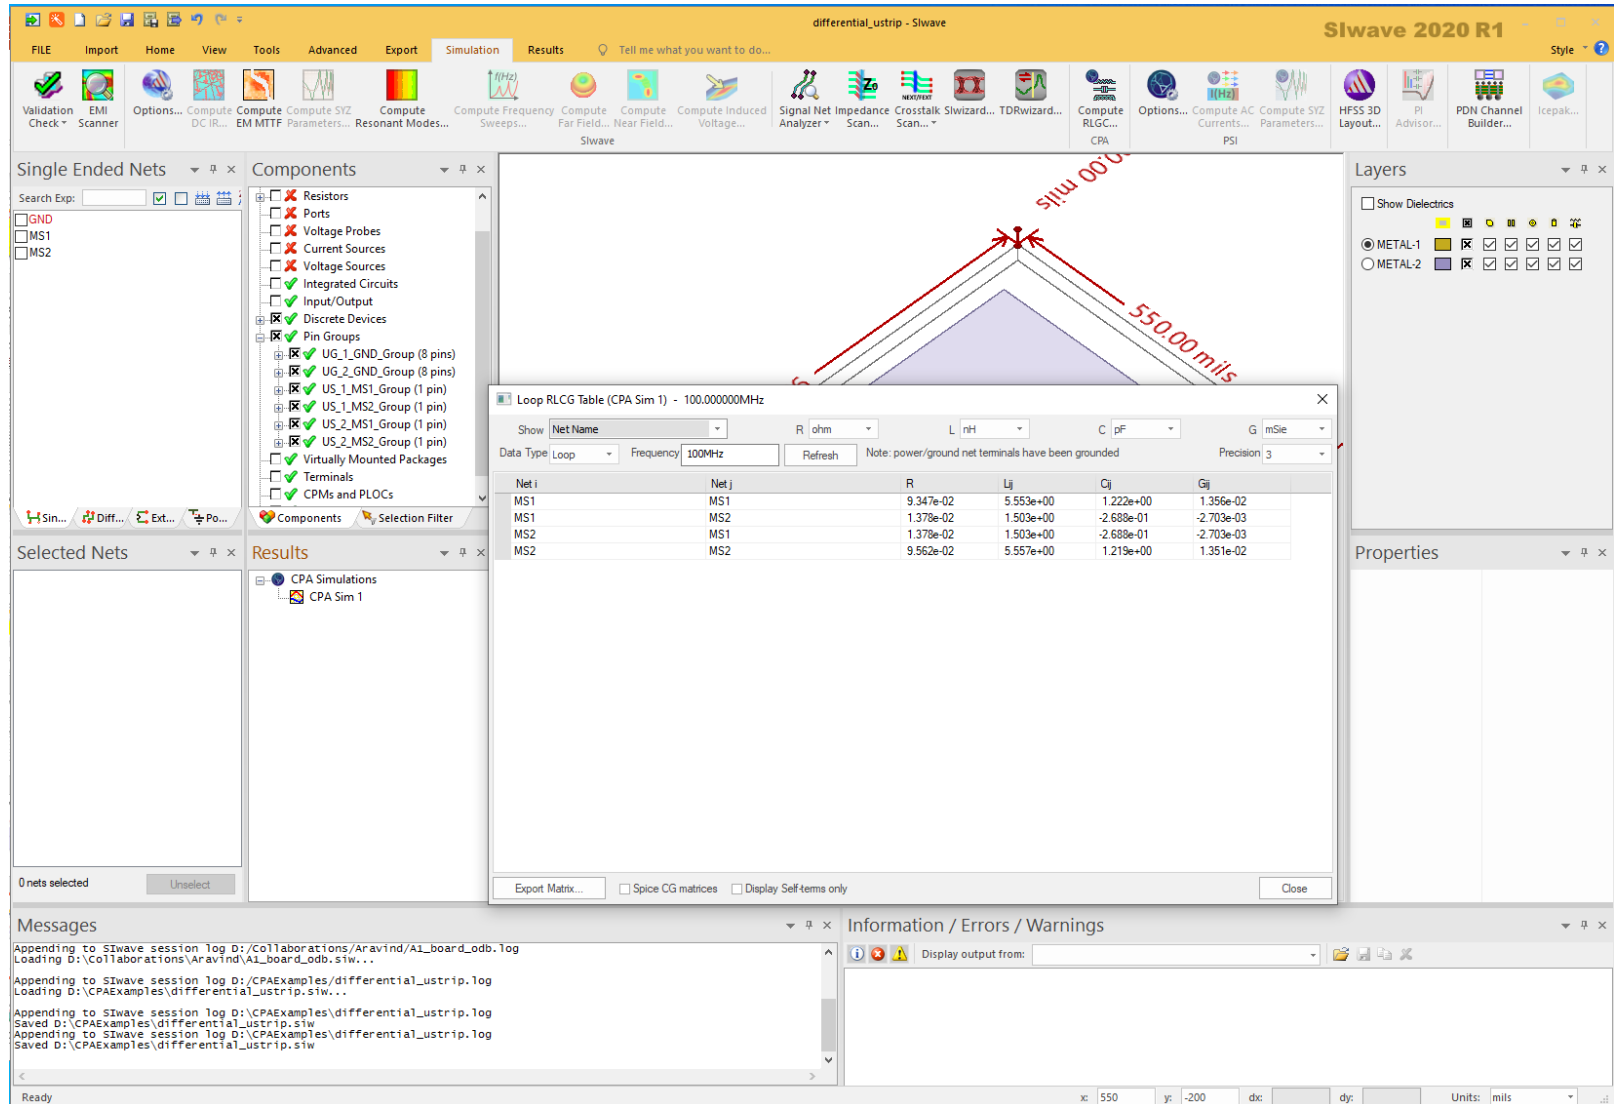 differential_ustrip - SIwave
SIwave 2020 R1
FILE Import Home View Tools Advanced Export Simulation Results Tell me what you want to do... Style
Validation Check
EMI Scanner
Options...
Compute DC IR...
Compute EM MTTF
Compute SYZ Parameters...
Compute Resonant Modes...
Compute Frequency Sweeps...
Compute Far Field...
Compute Near Field...
Compute Induced Voltage...
Signal Net Analyzer
Impedance Scan...
Crosstalk Scan...
SIwizard...
TDRwizard...
Compute RLGC...
Options...
Compute AC Currents...
Compute SYZ Parameters...
HFSS 3D Layout...
PI Advisor...
PDN Channel Builder...
Icepak...
SIwave CPA PSI
Single Ended Nets
Search Exp:
GND
MS1
MS2
Sin... Diff... Ext... Po...
Components
Resistors
Ports
Voltage Probes
Current Sources
Voltage Sources
Integrated Circuits
Input/Output
Discrete Devices
Pin Groups
UG_1_GND_Group (8 pins)
UG_2_GND_Group (8 pins)
US_1_MS1_Group (1 pin)
US_1_MS2_Group (1 pin)
US_2_MS1_Group (1 pin)
US_2_MS2_Group (1 pin)
Virtually Mounted Packages
Terminals
CPMs and PLOCs
Components Selection Filter
.00 mils
550.00 mils
Layers
Show Dielectrics
METAL-1
METAL-2
Loop RLCG Table (CPA Sim 1) - 100.000000MHz
Show Net Name R ohm L nH C pF G mSie
Data Type Loop Frequency 100MHz Refresh Note: power/ground net terminals have been grounded Precision 3
Net i Net j R Lij Cij Gij
MS1 MS1 9.347e-02 5.553e+00 1.222e+00 1.356e-02
MS1 MS2 1.378e-02 1.503e+00 -2.688e-01 -2.703e-03
MS2 MS1 1.378e-02 1.503e+00 -2.688e-01 -2.703e-03
MS2 MS2 9.562e-02 5.557e+00 1.219e+00 1.351e-02
Export Matrix... Spice CG matrices Display Self-terms only Close
Selected Nets
0 nets selected Unselect
Results
CPA Simulations
CPA Sim 1
Properties
Messages
Appending to SIwave session log D:/Collaborations/Aravind/A1_board_odb.log
Loading D:\Collaborations\Aravind\A1_board_odb.siw...
Appending to SIwave session log D:/CPAExamples/differential_ustrip.log
Loading D:\CPAExamples\differential_ustrip.siw...
Appending to SIwave session log D:\CPAExamples\differential_ustrip.log
Saved D:\CPAExamples\differential_ustrip.siw
Appending to SIwave session log D:\CPAExamples\differential_ustrip.log
Saved D:\CPAExamples\differential_ustrip.siw
Information / Errors / Warnings
Display output from:
Ready x: 550 y: -200 dx: dy: Units: mils